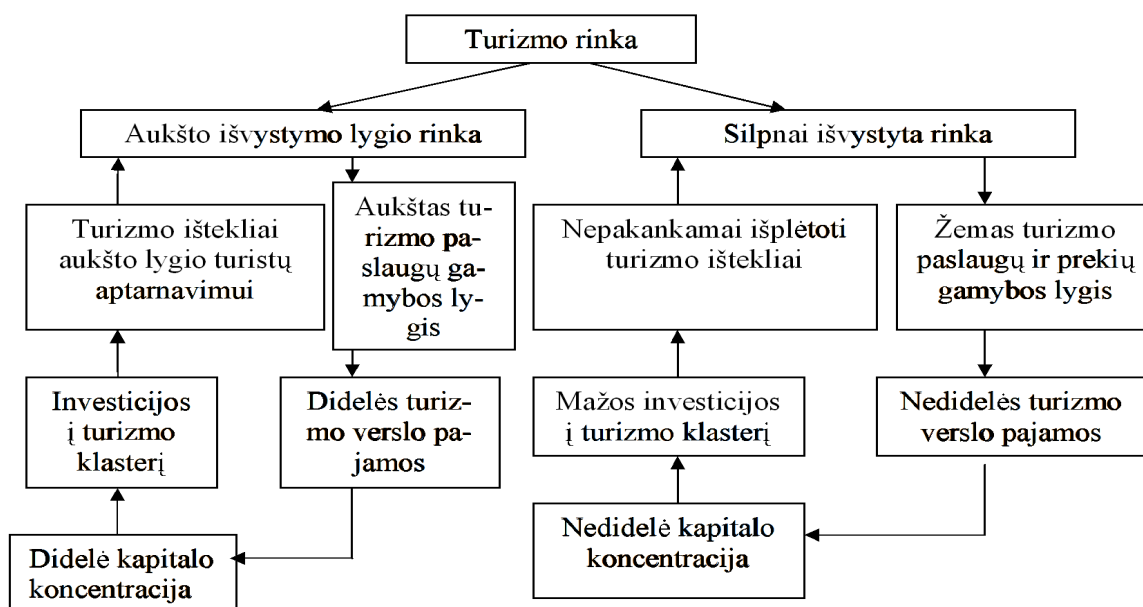 Turizmo rinka
Aukšto išvystymo lygio rinka
Silpnai išvystyta rinka
Turizmo ištekliai
aukšto lygio turistų
aptarnavimui
Aukštas tu-
rizmo pa-
slaugų ga-
mybos ly-
gis
Nepakankamai išplėtoti
turizmo ištekliai
Žemas turizmo
paslaugų ir prekių
gamybos lygis
Investicijos
į turizmo
klasterį
Didelės turiz-
mo verslo pa-
jamos
Mažos investicijos
į turizmo klasterį
Nedidelės turizmo
verslo pajamos
Didelė kapitalo
koncentracija
Nedidelė kapitalo
koncentracija